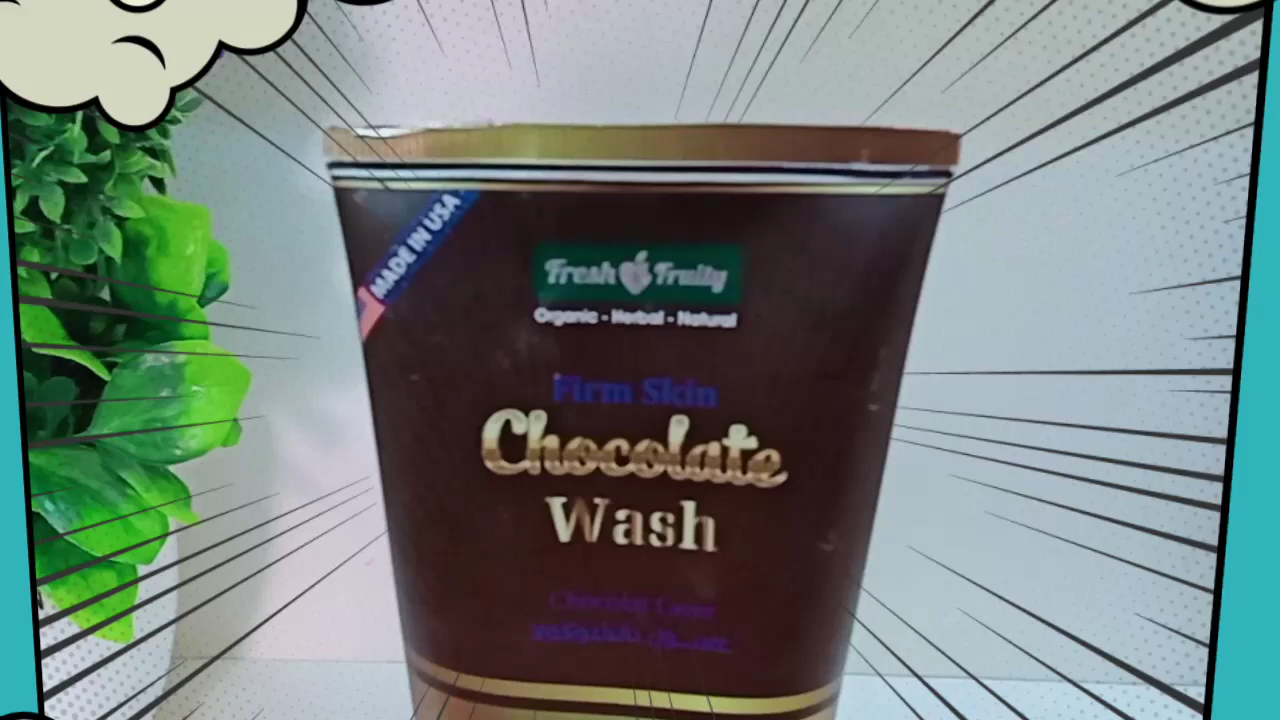 MADE IN USA
Fresh Fruity
Organic - Herbal - Natural
Firm Skin
Chocolate
Wash